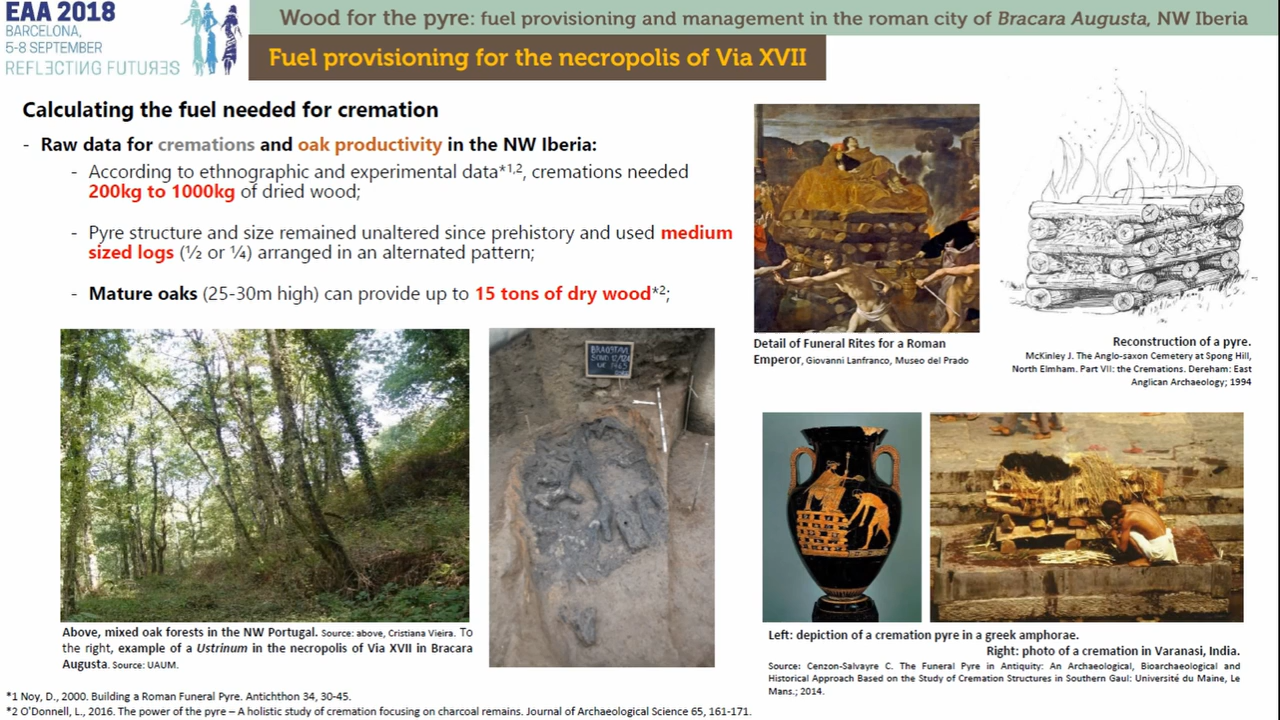 EAA 2018
BARCELONA,
5-8 SEPTEMBER
REFLECTING FUTURES
Wood for the pyre: fuel provisioning and management in the roman city of Bracara Augusta, NW Iberia
Fuel provisioning for the necropolis of Via XVII
Calculating the fuel needed for cremation
- Raw data for cremations and oak productivity in the NW Iberia:
- According to ethnographic and experimental data*1,2, cremations needed
200kg to 1000kg of dried wood;
- Pyre structure and size remained unaltered since prehistory and used medium
sized logs (½ or ¼) arranged in an alternated pattern;
- Mature oaks (25-30m high) can provide up to 15 tons of dry wood*2;
Detail of Funeral Rites for a Roman
Emperor, Giovanni Lanfranco, Museo del Prado
Reconstruction of a pyre.
McKinley J. The Anglo-saxon Cemetery at Spong Hill,
North Elmham. Part VII: the Cremations. Dereham: East
Anglican Archaeology; 1994
Above, mixed oak forests in the NW Portugal. Source: above, Cristiana Vieira. To
the right, example of a Ustrinum in the necropolis of Via XVII in Bracara
Augusta. Source: UAUM.
Left: depiction of a cremation pyre in a greek amphorae.
Right: photo of a cremation in Varanasi, India.
Source: Cenzon-Salvayre C. The Funeral Pyre in Antiquity: An Archaeological, Bioarchaeological and
Historical Approach Based on the Study of Cremation Structures in Southern Gaul: Université du Maine, Le
Mans.; 2014.
*1 Noy, D., 2000. Building a Roman Funeral Pyre. Antichthon 34, 30-45.
*2 O'Donnell, L., 2016. The power of the pyre – A holistic study of cremation focusing on charcoal remains. Journal of Archaeological Science 65, 161-171.